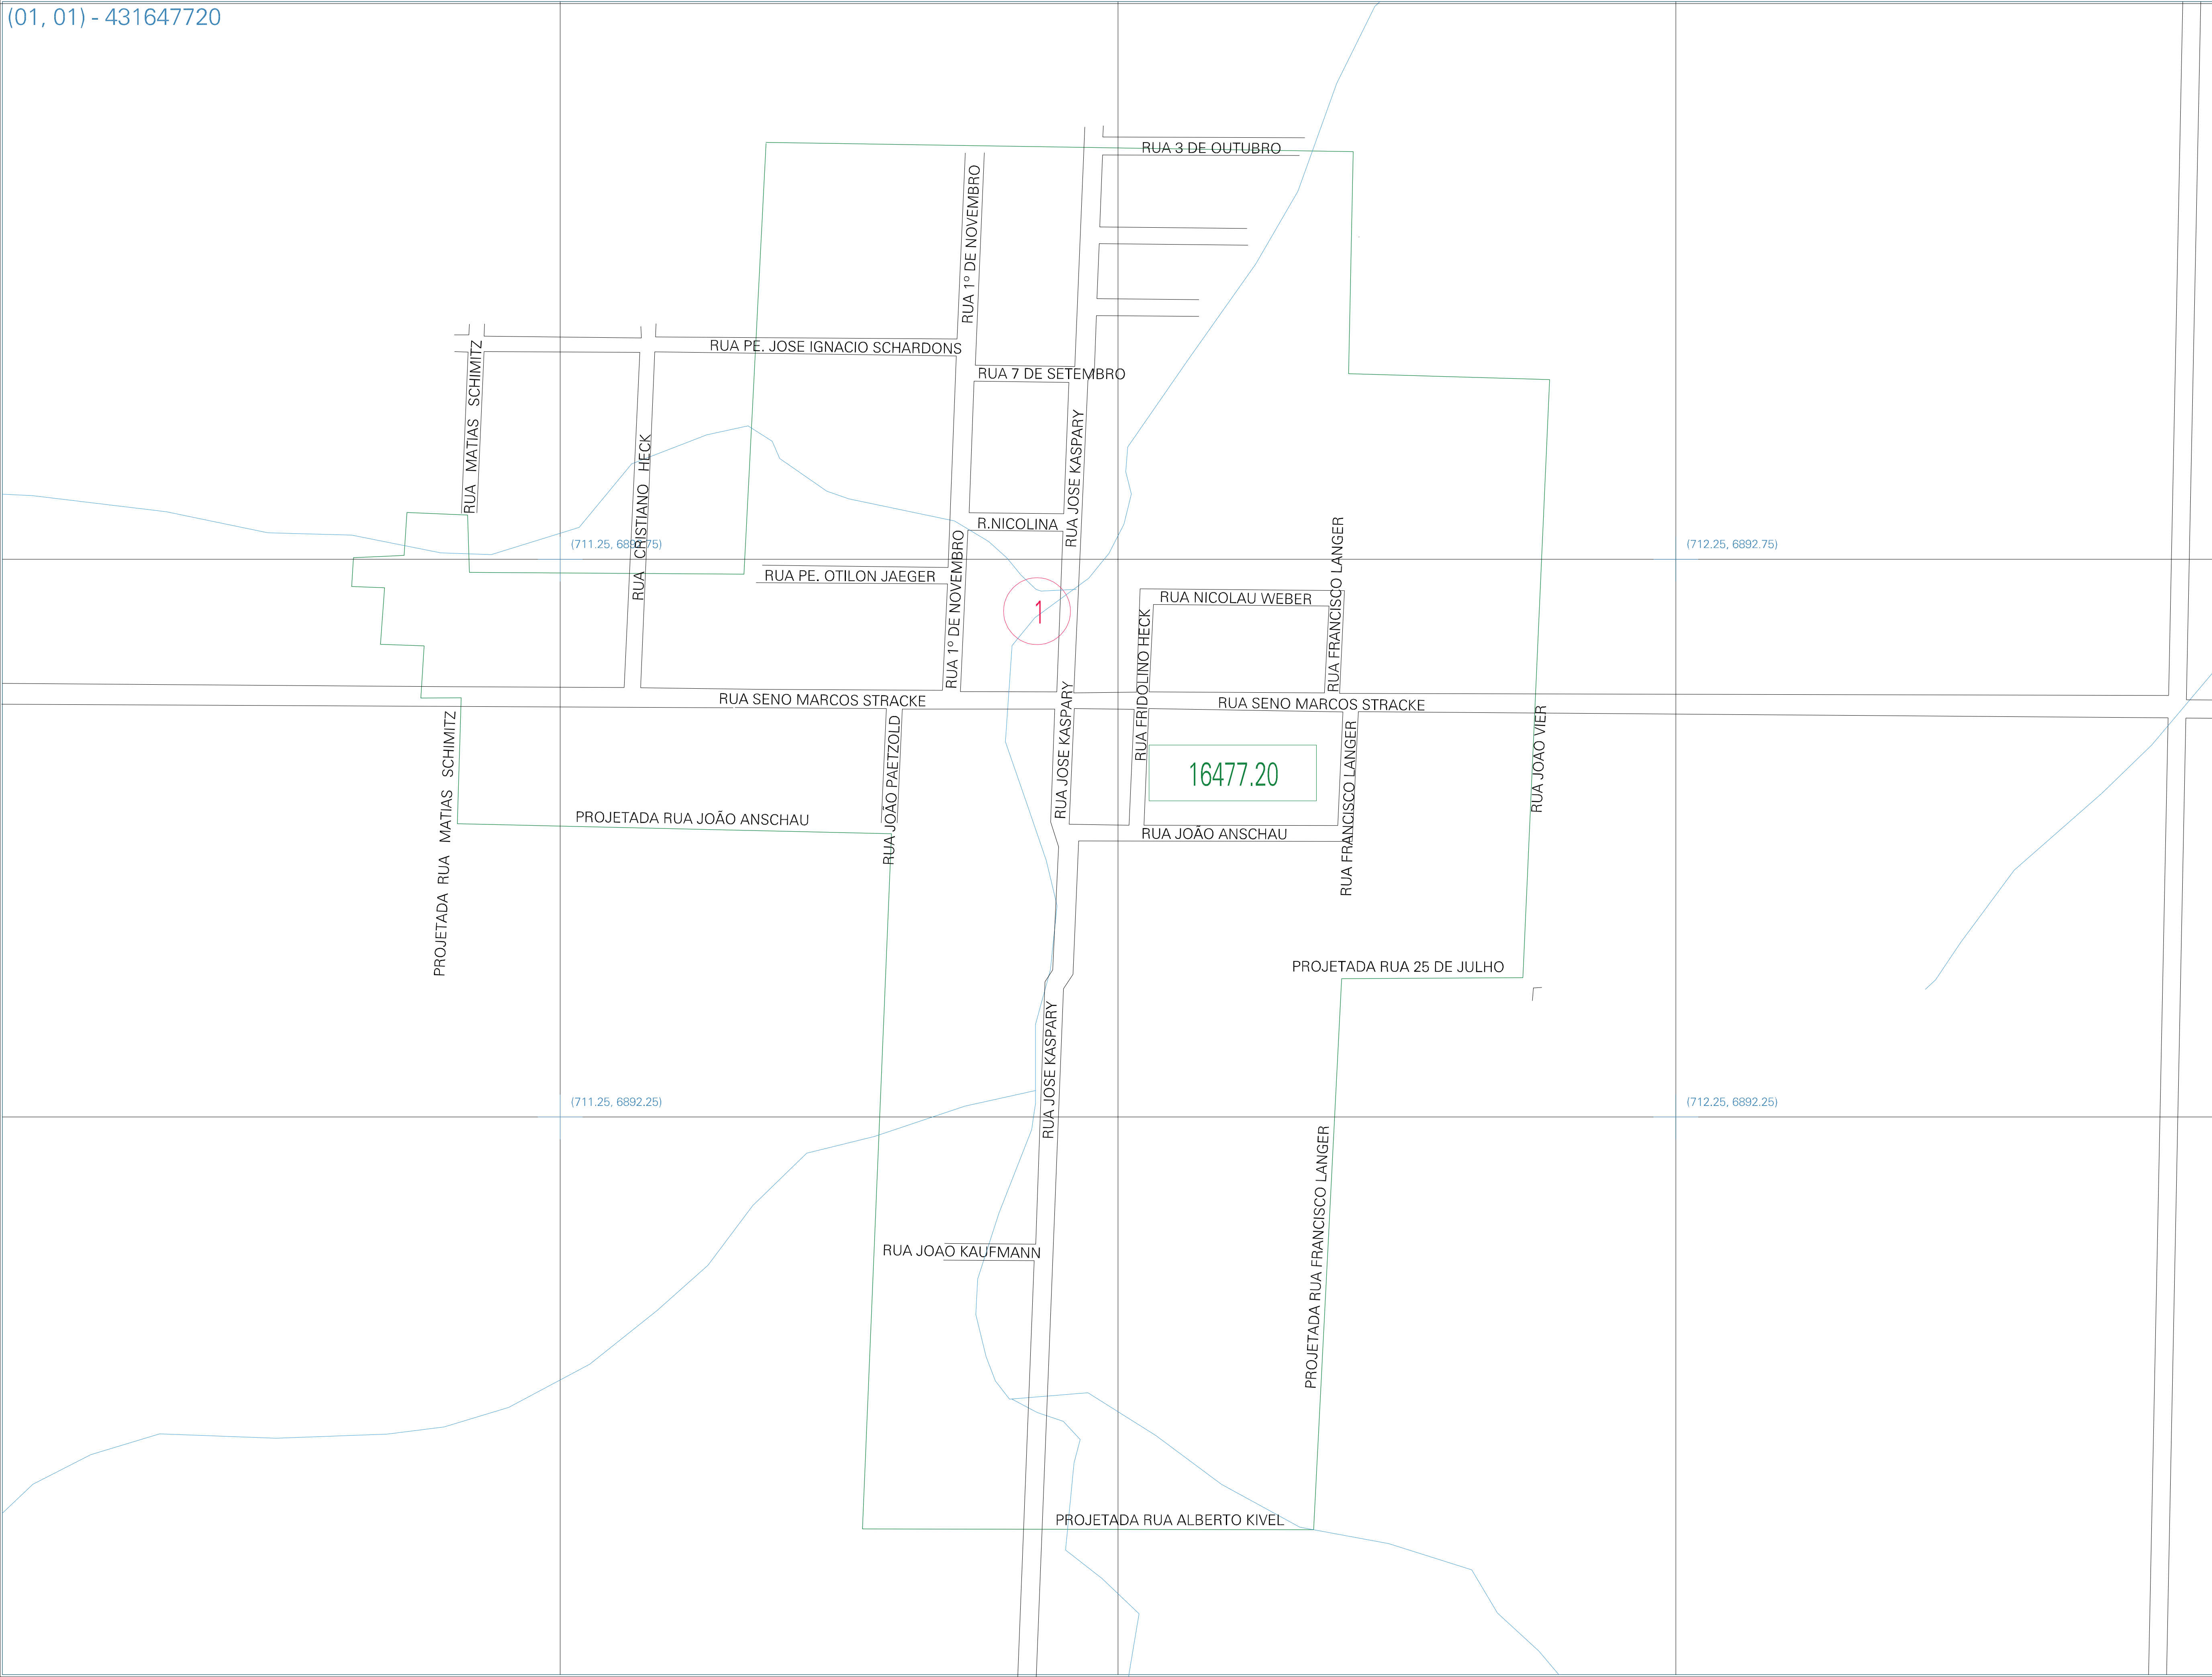 (01, 01) - 431647720
RUA 3 DE OUTUBRO
RUA 1º DE NOVEMBRO
RUA PE. JOSE IGNACIO SCHARDONS
RUA MATIAS SCHIMITZ
RUA 7 DE SETEMBRO
RUA JOSE KASPARY
RUA CRISTIANO HECK
R.NICOLINA
(711.25, 6892.75)
(712.25, 6892.75)
RUA PE. OTILON JAEGER
RUA 1º DE NOVEMBRO
1
RUA NICOLAU WEBER
RUA FRANCISCO LANGER
RUA FRIDOLINO HECK
RUA SENO MARCOS STRACKE
RUA SENO MARCOS STRACKE
RUA JOSE KASPARY
RUA JOÃO PAETZOLD
PROJETADA RUA MATIAS SCHIMITZ
16477.20
RUA FRANCISCO LANGER
RUA JOAO VIER
PROJETADA RUA JOÃO ANSCHAU
RUA JOÃO ANSCHAU
PROJETADA RUA 25 DE JULHO
RUA JOSE KASPARY
(711.25, 6892.25)
(712.25, 6892.25)
PROJETADA RUA FRANCISCO LANGER
RUA JOAO KAUFMANN
PROJETADA RUA ALBERTO KIVEL